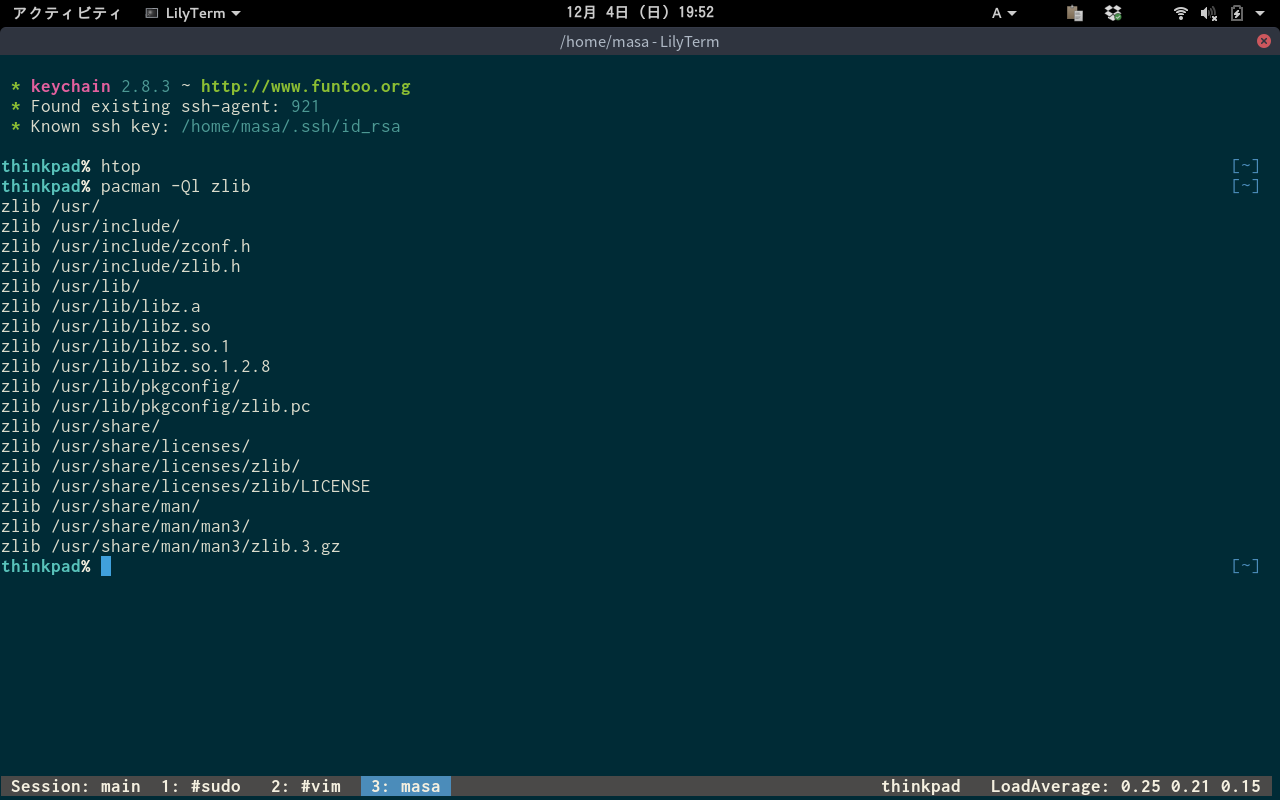 アクティビティ LilyTerm 12月 4日 (日) 19:52 A
/home/masa - LilyTerm
* keychain 2.8.3 ~ http://www.funtoo.org
* Found existing ssh-agent: 921
* Known ssh key: /home/masa/.ssh/id_rsa
thinkpad% htop [~]
thinkpad% pacman -Ql zlib [~]
zlib /usr/
zlib /usr/include/
zlib /usr/include/zconf.h
zlib /usr/include/zlib.h
zlib /usr/lib/
zlib /usr/lib/libz.a
zlib /usr/lib/libz.so
zlib /usr/lib/libz.so.1
zlib /usr/lib/libz.so.1.2.8
zlib /usr/lib/pkgconfig/
zlib /usr/lib/pkgconfig/zlib.pc
zlib /usr/share/
zlib /usr/share/licenses/
zlib /usr/share/licenses/zlib/
zlib /usr/share/licenses/zlib/LICENSE
zlib /usr/share/man/
zlib /usr/share/man/man3/
zlib /usr/share/man/man3/zlib.3.gz
thinkpad% [~]
Session: main 1: #sudo 2: #vim 3: masa thinkpad LoadAverage: 0.25 0.21 0.15